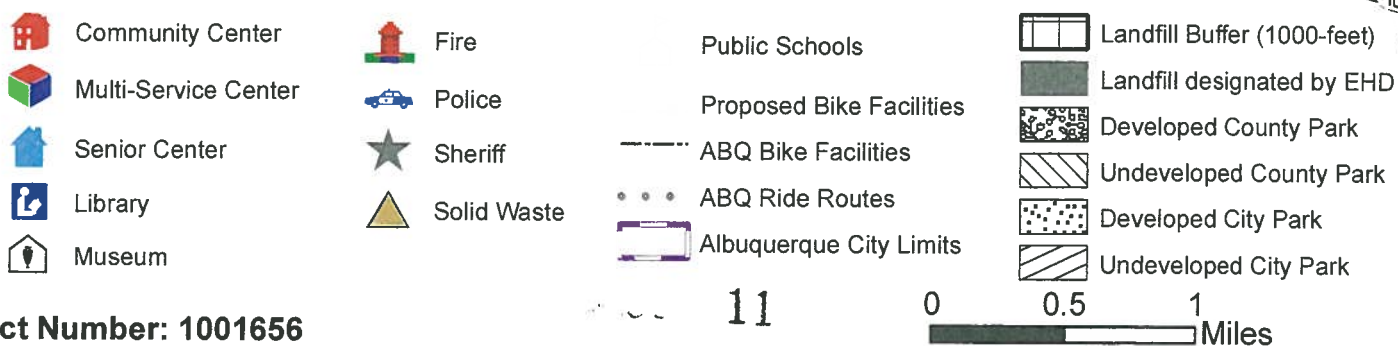 Community Center
Multi-Service Center
Senior Center
Library
Museum
Fire
Police
Sheriff
Solid Waste
Public Schools
Proposed Bike Facilities
ABQ Bike Facilities
ABQ Ride Routes
Albuquerque City Limits
Landfill Buffer (1000-feet)
Landfill designated by EHD
Developed County Park
Undeveloped County Park
Developed City Park
Undeveloped City Park
ct Number: 1001656
11
0 0.5 1
Miles